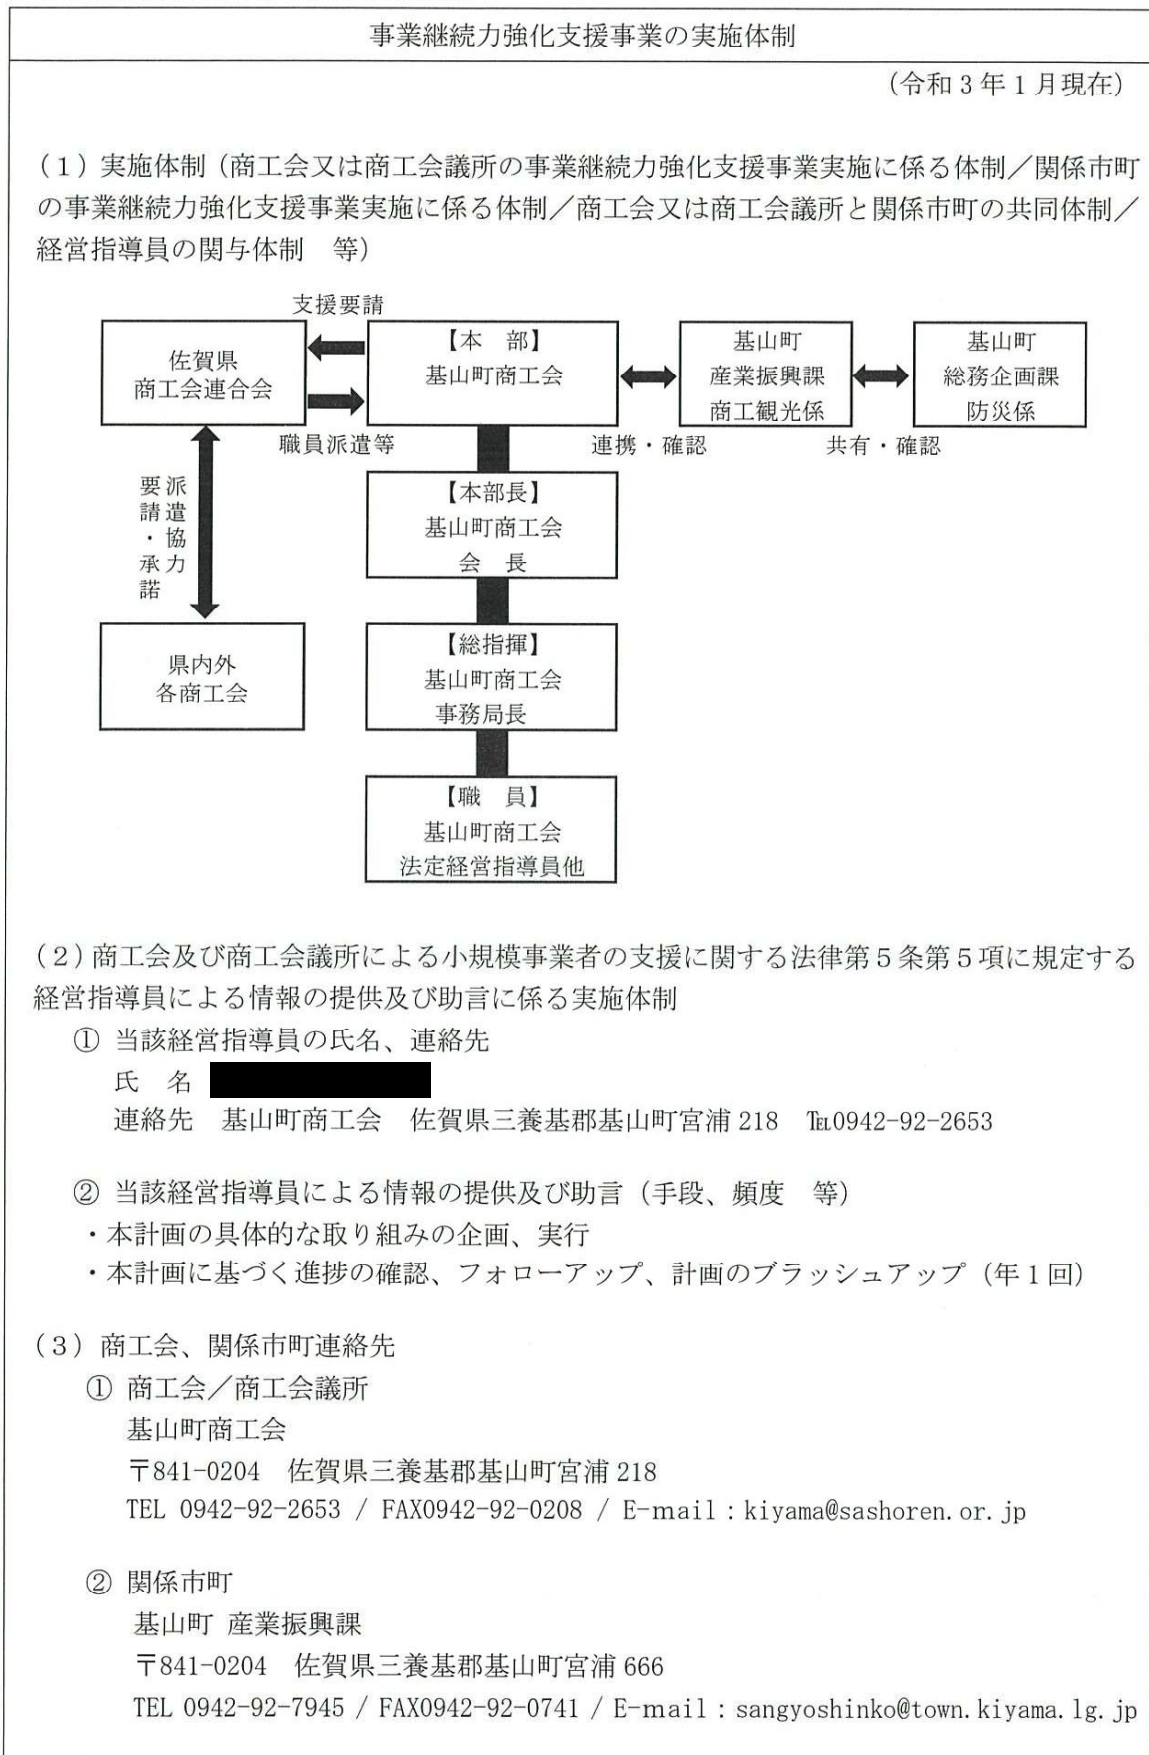 事業継続力強化支援事業の実施体制
（令和3年1月現在）
（1）実施体制（商工会又は商工会議所の事業継続力強化支援事業実施に係る体制／関係市町
の事業継続力強化支援事業実施に係る体制／商工会又は商工会議所と関係市町の共同体制／
経営指導員の関与体制　等）
支援要請
佐賀県
商工会連合会
【本　部】
基山町商工会
基山町
産業振興課
商工観光係
基山町
総務企画課
防災係
職員派遣等
連携・確認
共有・確認
派遣協力
要請・承諾
【本部長】
基山町商工会
会　長
県内外
各商工会
【総指揮】
基山町商工会
事務局長
【職　員】
基山町商工会
法定経営指導員他
（2）商工会及び商工会議所による小規模事業者の支援に関する法律第5条第5項に規定する
経営指導員による情報の提供及び助言に係る実施体制
① 当該経営指導員の氏名、連絡先
氏　名
連絡先　基山町商工会　佐賀県三養基郡基山町宮浦218　℡0942-92-2653
② 当該経営指導員による情報の提供及び助言（手段、頻度　等）
・本計画の具体的な取り組みの企画、実行
・本計画に基づく進捗の確認、フォローアップ、計画のブラッシュアップ（年1回）
（3）商工会、関係市町連絡先
① 商工会／商工会議所
基山町商工会
〒841-0204　佐賀県三養基郡基山町宮浦218
TEL 0942-92-2653 / FAX0942-92-0208 / E-mail：kiyama@sashoren.or.jp
② 関係市町
基山町 産業振興課
〒841-0204　佐賀県三養基郡基山町宮浦666
TEL 0942-92-7945 / FAX0942-92-0741 / E-mail：sangyoshinko@town.kiyama.lg.jp